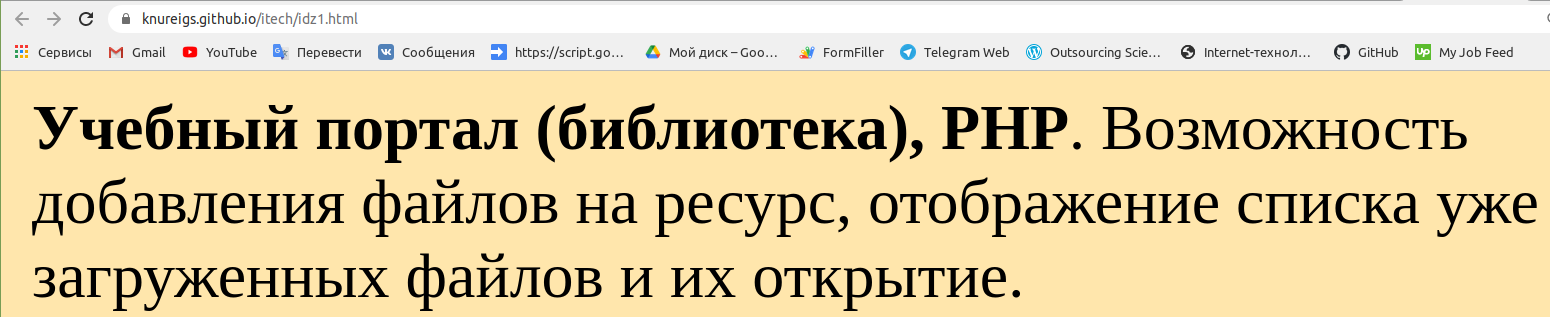 knureigs.github.io/itech/idz1.html
Сервисы Gmail YouTube Перевести Сообщения https://script.go... Мой диск – Goo... FormFiller Telegram Web Outsourcing Scie... Internet-технол... GitHub Up My Job Feed
Учебный портал (библиотека), PHP. Возможность
добавления файлов на ресурс, отображение списка уже
загруженных файлов и их открытие.